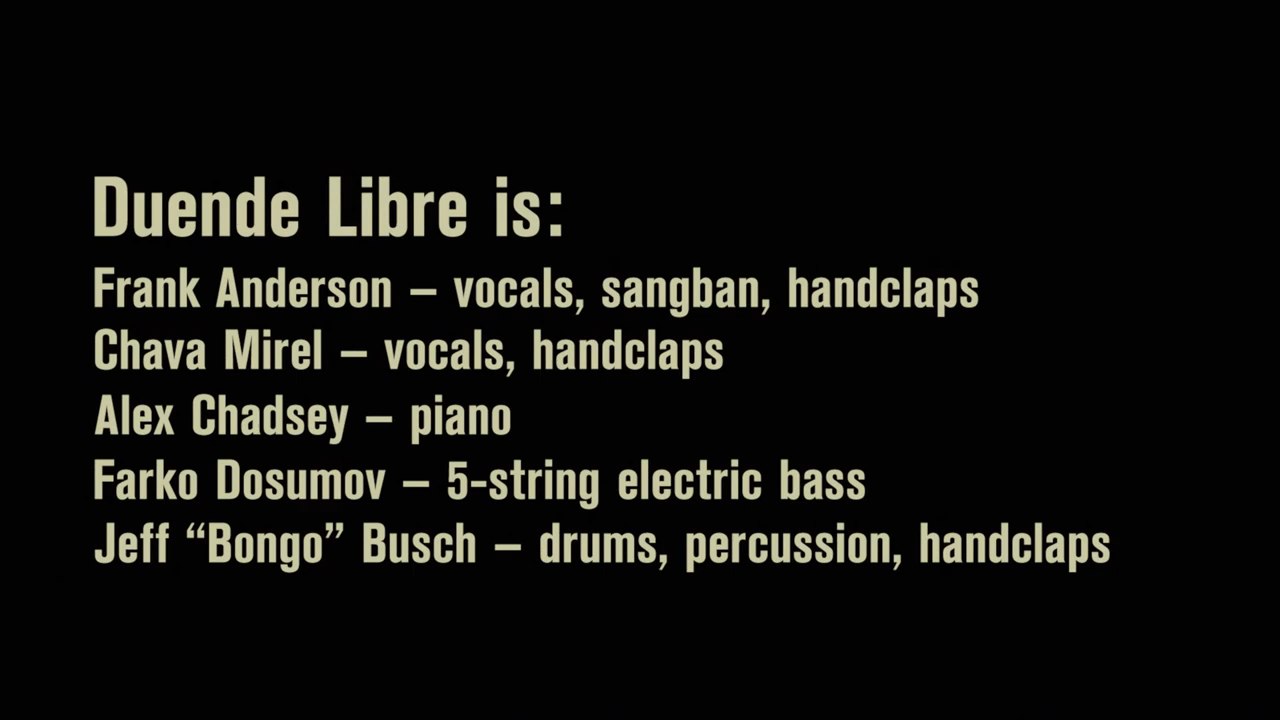 Duende Libre is:
Frank Anderson – vocals, sangban, handclaps
Chava Mirel – vocals, handclaps
Alex Chadsey – piano
Farko Dosumov – 5-string electric bass
Jeff “Bongo” Busch – drums, percussion, handclaps